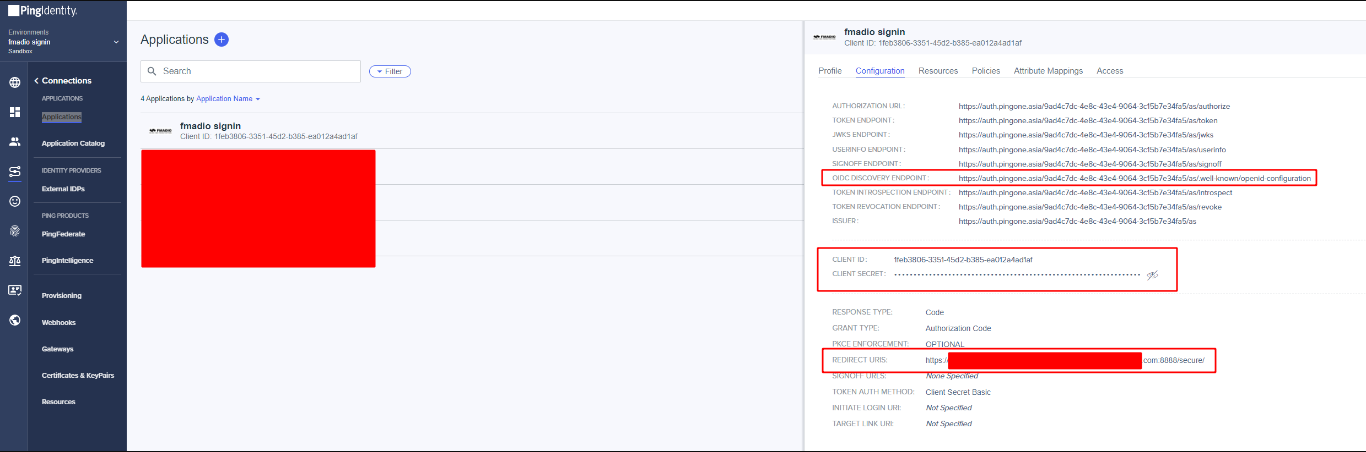 PingIdentity.
Environments
fmadio signin
Sandbox
Connections
APPLICATIONS
Applications
Application Catalog
IDENTITY PROVIDERS
External IDPs
PING PRODUCTS
PingFederate
PingIntelligence
Provisioning
Webhooks
Gateways
Certificates & KeyPairs
Resources
Applications
Search
Filter
4 Applications by Application Name
FMADIO
fmadio signin
Client ID: 1feb3806-3351-45d2-b385-ea012a4ad1af
FMADIO
fmadio signin
Client ID: 1feb3806-3351-45d2-b385-ea012a4ad1af
Profile Configuration Resources Policies Attribute Mappings Access
AUTHORIZATION URL: https://auth.pingone.asia/9ad4c7dc-4e8c-43e4-9064-3c15b7e34fa5/as/authorize
TOKEN ENDPOINT: https://auth.pingone.asia/9ad4c7dc-4e8c-43e4-9064-3c15b7e34fa5/as/token
JWKS ENDPOINT: https://auth.pingone.asia/9ad4c7dc-4e8c-43e4-9064-3c15b7e34fa5/as/jwks
USERINFO ENDPOINT: https://auth.pingone.asia/9ad4c7dc-4e8c-43e4-9064-3c15b7e34fa5/as/userinfo
SIGNOFF ENDPOINT: https://auth.pingone.asia/9ad4c7dc-4e8c-43e4-9064-3c15b7e34fa5/as/signoff
OIDC DISCOVERY ENDPOINT: https://auth.pingone.asia/9ad4c7dc-4e8c-43e4-9064-3c15b7e34fa5/as/.well-known/openid-configuration
TOKEN INTROSPECTION ENDPOINT: https://auth.pingone.asia/9ad4c7dc-4e8c-43e4-9064-3c15b7e34fa5/as/introspect
TOKEN REVOCATION ENDPOINT: https://auth.pingone.asia/9ad4c7dc-4e8c-43e4-9064-3c15b7e34fa5/as/revoke
ISSUER: https://auth.pingone.asia/9ad4c7dc-4e8c-43e4-9064-3c15b7e34fa5/as
CLIENT ID: 1feb3806-3351-45d2-b385-ea012a4ad1af
CLIENT SECRET:
RESPONSE TYPE: Code
GRANT TYPE: Authorization Code
PKCE ENFORCEMENT: OPTIONAL
REDIRECT URIS: https:/ .com:8888/secure/
SIGNOFF URLS: None Specified
TOKEN AUTH METHOD: Client Secret Basic
INITIATE LOGIN URI: Not Specified
TARGET LINK URI: Not Specified